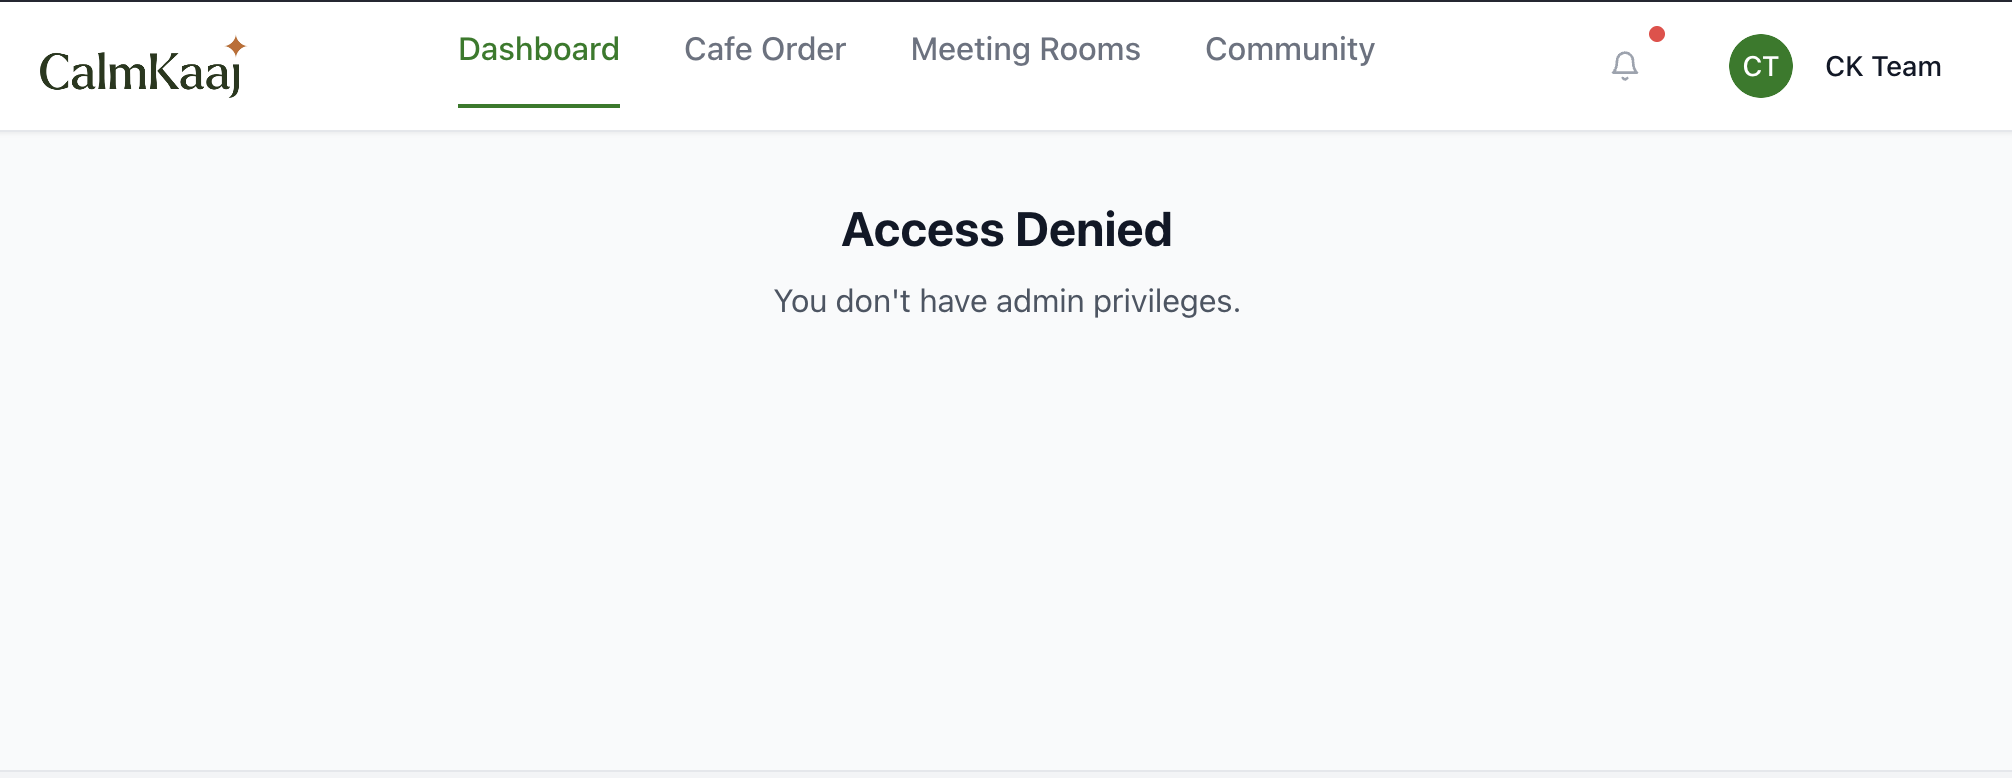 CalmKaaj
Dashboard
Cafe Order
Meeting Rooms
Community
CT
CK Team
Access Denied
You don't have admin privileges.